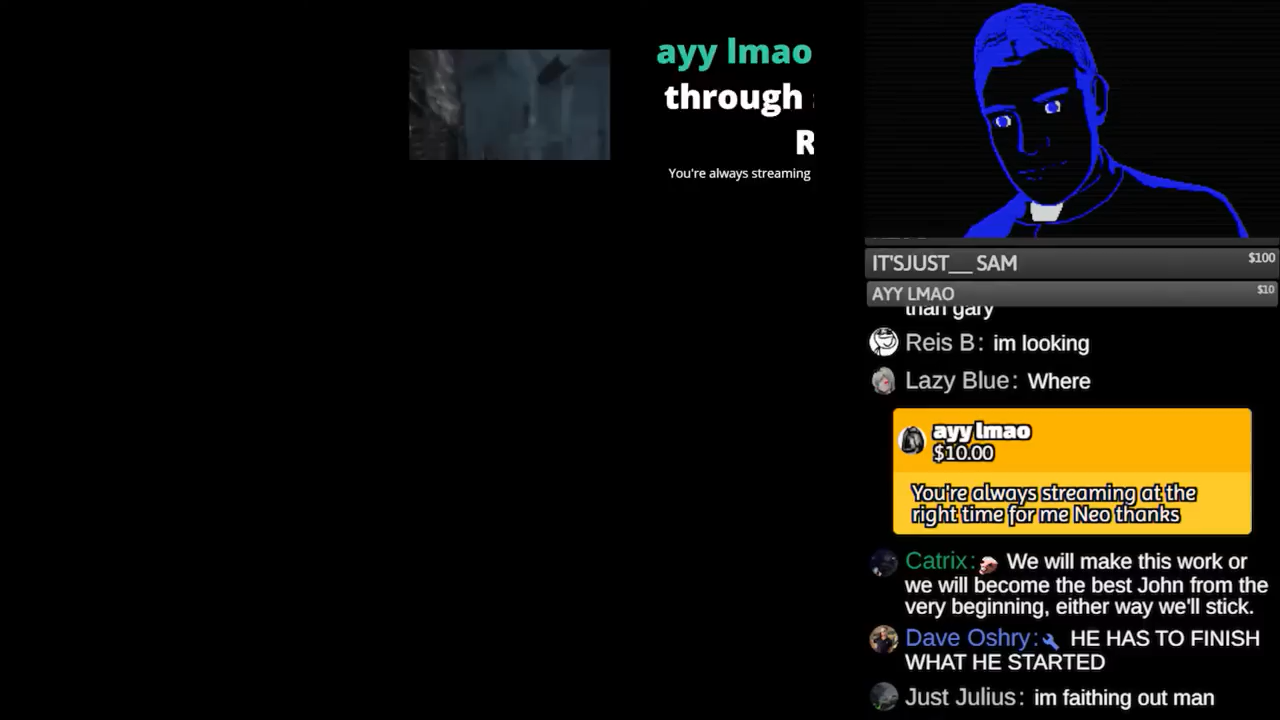 ayy lmao
through
R
You're always streaming
IT'SJUST__ SAM $100
AYY LMAO $10
than gary
Reis B: im looking
Lazy Blue: Where
ayy lmao
$10.00
You're always streaming at the
right time for me Neo thanks
Catrix: We will make this work or
we will become the best John from the
very beginning, either way we'll stick.
Dave Oshry: HE HAS TO FINISH
WHAT HE STARTED
Just Julius: im faithing out man